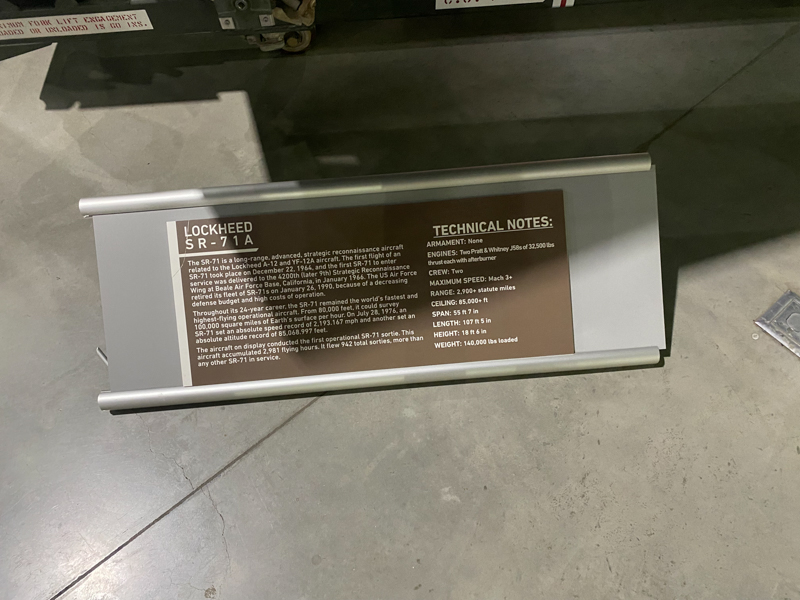 IMUM FORK LIFT ENGAGEMENT
OADED OR UNLOADED IS 60 INS.
LOCKHEED
SR-71A
The SR-71 is a long-range, advanced, strategic reconnaissance aircraft
related to the Lockheed A-12 and YF-12A aircraft. The first flight of an
SR-71 took place on December 22, 1964, and the first SR-71 to enter
service was delivered to the 4200th (later 9th) Strategic Reconnaissance
Wing at Beale Air Force Base, California, in January 1966. The US Air Force
retired its fleet of SR-71s on January 26, 1990, because of a decreasing
defense budget and high costs of operation.
Throughout its 24-year career, the SR-71 remained the world's fastest and
highest-flying operational aircraft. From 80,000 feet, it could survey
100,000 square miles of Earth's surface per hour. On July 28, 1976, an
SR-71 set an absolute speed record of 2,193.167 mph and another set an
absolute altitude record of 85,068.997 feet.
The aircraft on display conducted the first operational SR-71 sortie. This
aircraft accumulated 2,981 flying hours. It flew 942 total sorties, more than
any other SR-71 in service.
TECHNICAL NOTES:
ARMAMENT: None
ENGINES: Two Pratt & Whitney J58s of 32,500 lbs
thrust each with afterburner
CREW: Two
MAXIMUM SPEED: Mach 3+
RANGE: 2,900+ statute miles
CEILING: 85,000+ ft
SPAN: 55 ft 7 in
LENGTH: 107 ft 5 in
HEIGHT: 18 ft 6 in
WEIGHT: 140,000 lbs loaded